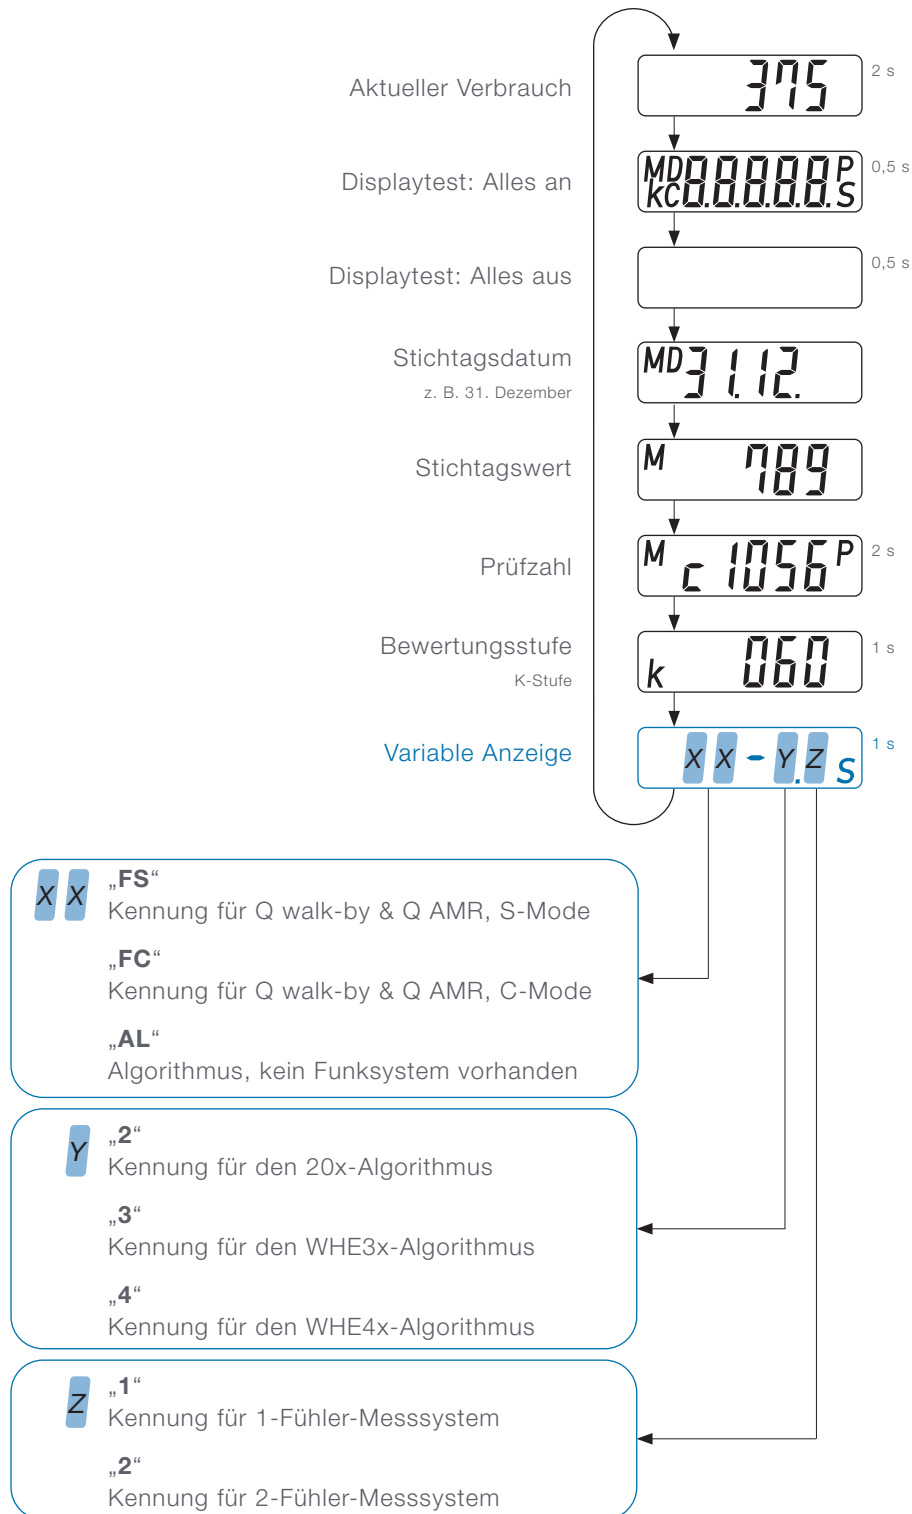 Aktueller Verbrauch 375 2 s
Displaytest: Alles an MD kC 8.8.8.8.8. P S 0,5 s
Displaytest: Alles aus 0,5 s
Stichtagsdatum MD 31.12.
z. B. 31. Dezember
Stichtagswert M 789
Prüfzahl M c 1056 P 2 s
Bewertungsstufe k 060 1 s
K-Stufe
Variable Anzeige X X - Y. Z S 1 s
X X „FS“
Kennung für Q walk-by & Q AMR, S-Mode
„FC“
Kennung für Q walk-by & Q AMR, C-Mode
„AL“
Algorithmus, kein Funksystem vorhanden
Y „2“
Kennung für den 20x-Algorithmus
„3“
Kennung für den WHE3x-Algorithmus
„4“
Kennung für den WHE4x-Algorithmus
Z „1“
Kennung für 1-Fühler-Messsystem
„2“
Kennung für 2-Fühler-Messsystem